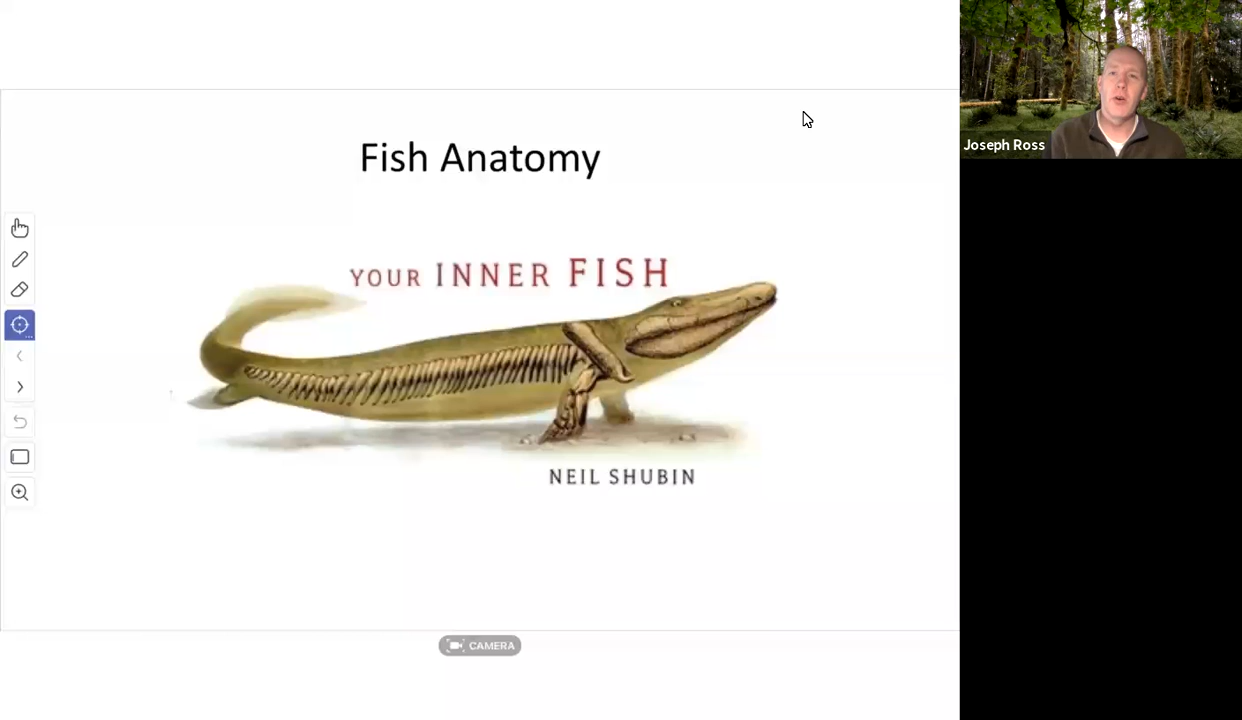 Fish Anatomy
YOUR INNER FISH
NEIL SHUBIN
CAMERA
Joseph Ross